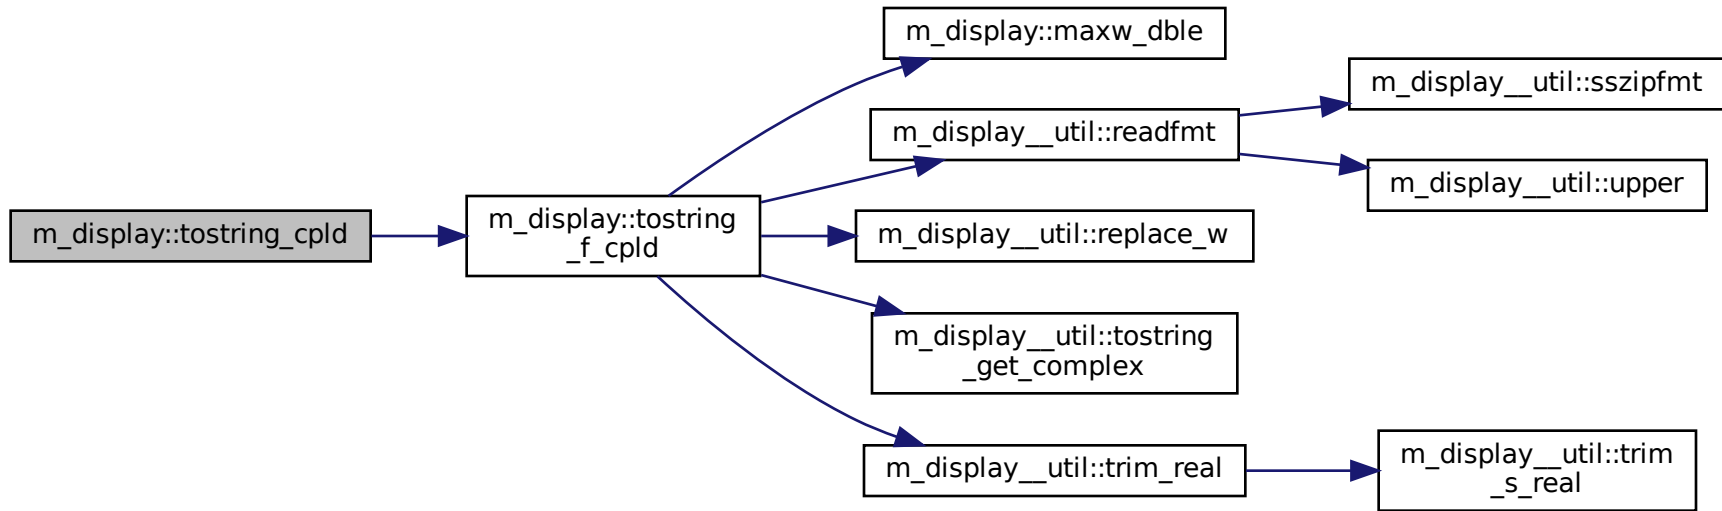 m_display::tostring_cpld
m_display::tostring
_f_cpld
m_display::maxw_dble
m_display__util::readfmt
m_display__util::replace_w
m_display__util::tostring
_get_complex
m_display__util::trim_real
m_display__util::sszipfmt
m_display__util::upper
m_display__util::trim
_s_real